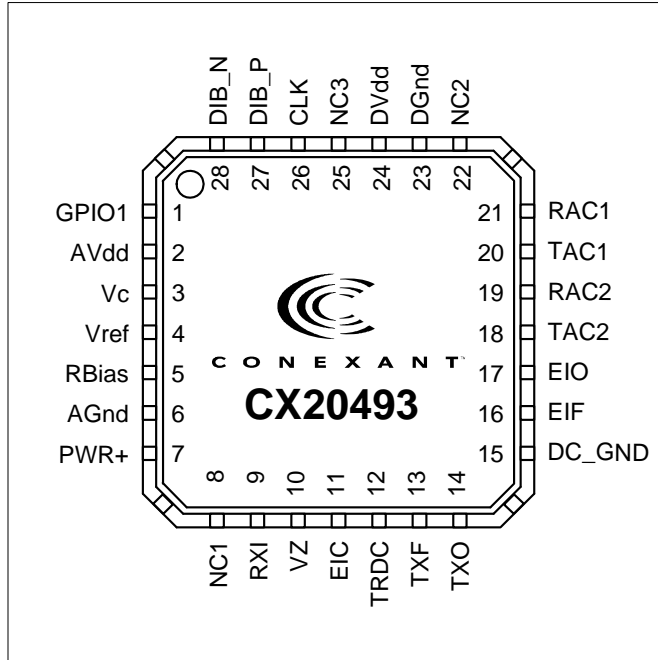 DIB_N
DIB_P
CLK
NC3
DVdd
DGnd
NC2
28
27
26
25
24
23
22
GPIO1 1
AVdd 2
Vc 3
Vref 4
RBias 5
AGnd 6
PWR+ 7
21 RAC1
20 TAC1
19 RAC2
18 TAC2
17 EIO
16 EIF
15 DC_GND
CONEXANT™
CX20493
8
9
10
11
12
13
14
NC1
RXI
VZ
EIC
TRDC
TXF
TXO